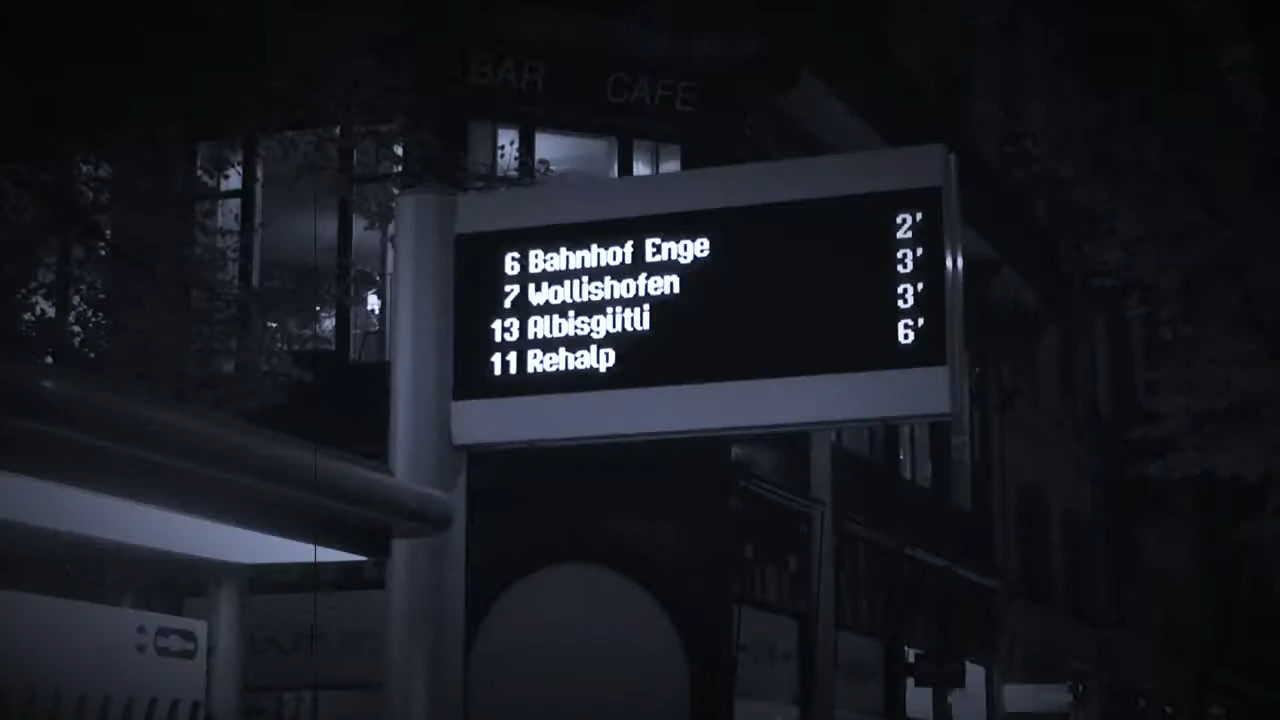 BAR CAFE
6 Bahnhof Enge 2'
7 Wollishofen 3'
13 Albisgütli 3'
11 Rehalp 6'